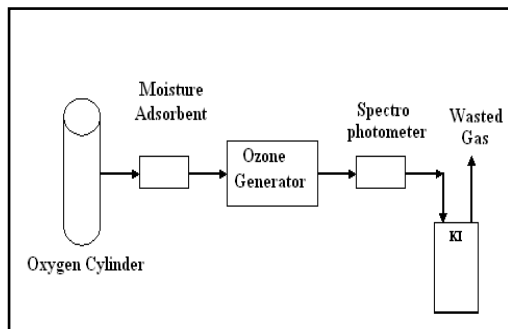 Moisture
Adsorbent
Spectro
photometer
Wasted
Gas
Ozone
Generator
KI
Oxygen Cylinder